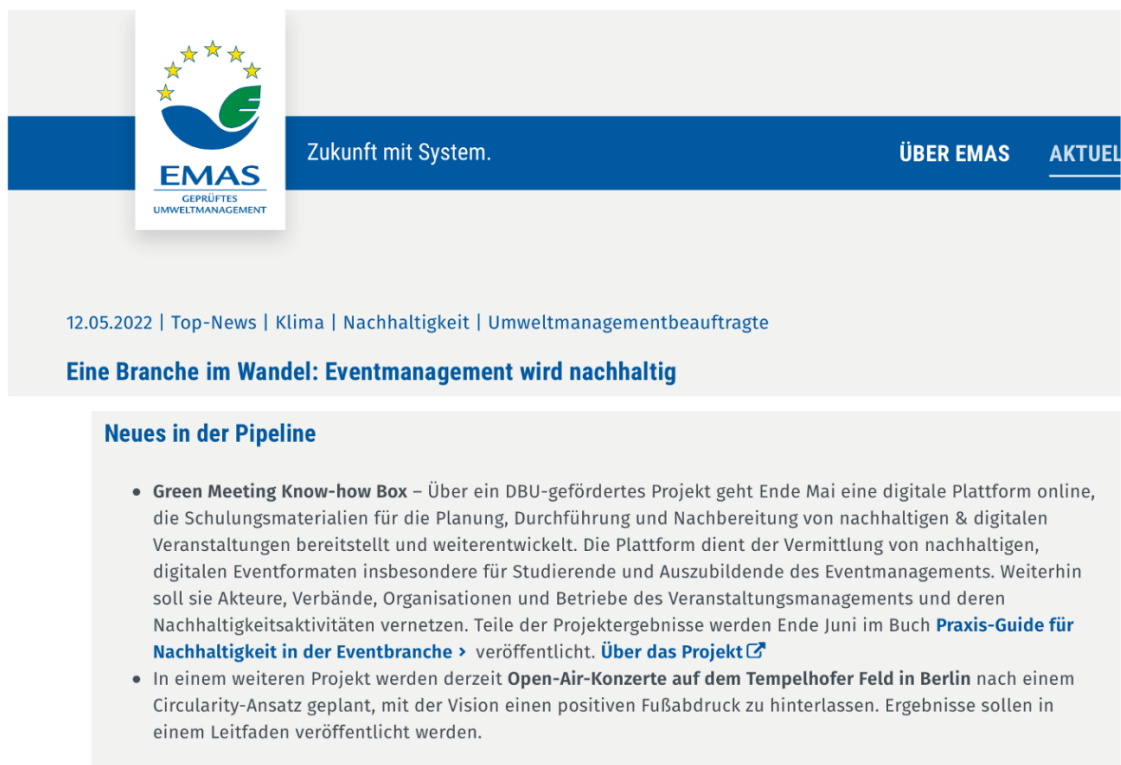 EMAS
GEPRÜFTES
UMWELTMANAGEMENT
Zukunft mit System.
ÜBER EMAS
AKTUEL
12.05.2022 | Top-News | Klima | Nachhaltigkeit | Umweltmanagementbeauftragte
Eine Branche im Wandel: Eventmanagement wird nachhaltig
Neues in der Pipeline
• Green Meeting Know-how Box – Über ein DBU-gefördertes Projekt geht Ende Mai eine digitale Plattform online,
die Schulungsmaterialien für die Planung, Durchführung und Nachbereitung von nachhaltigen & digitalen
Veranstaltungen bereitstellt und weiterentwickelt. Die Plattform dient der Vermittlung von nachhaltigen,
digitalen Eventformaten insbesondere für Studierende und Auszubildende des Eventmanagements. Weiterhin
soll sie Akteure, Verbände, Organisationen und Betriebe des Veranstaltungsmanagements und deren
Nachhaltigkeitsaktivitäten vernetzen. Teile der Projektergebnisse werden Ende Juni im Buch Praxis-Guide für
Nachhaltigkeit in der Eventbranche › veröffentlicht. Über das Projekt
• In einem weiteren Projekt werden derzeit Open-Air-Konzerte auf dem Tempelhofer Feld in Berlin nach einem
Circularity-Ansatz geplant, mit der Vision einen positiven Fußabdruck zu hinterlassen. Ergebnisse sollen in
einem Leitfaden veröffentlicht werden.